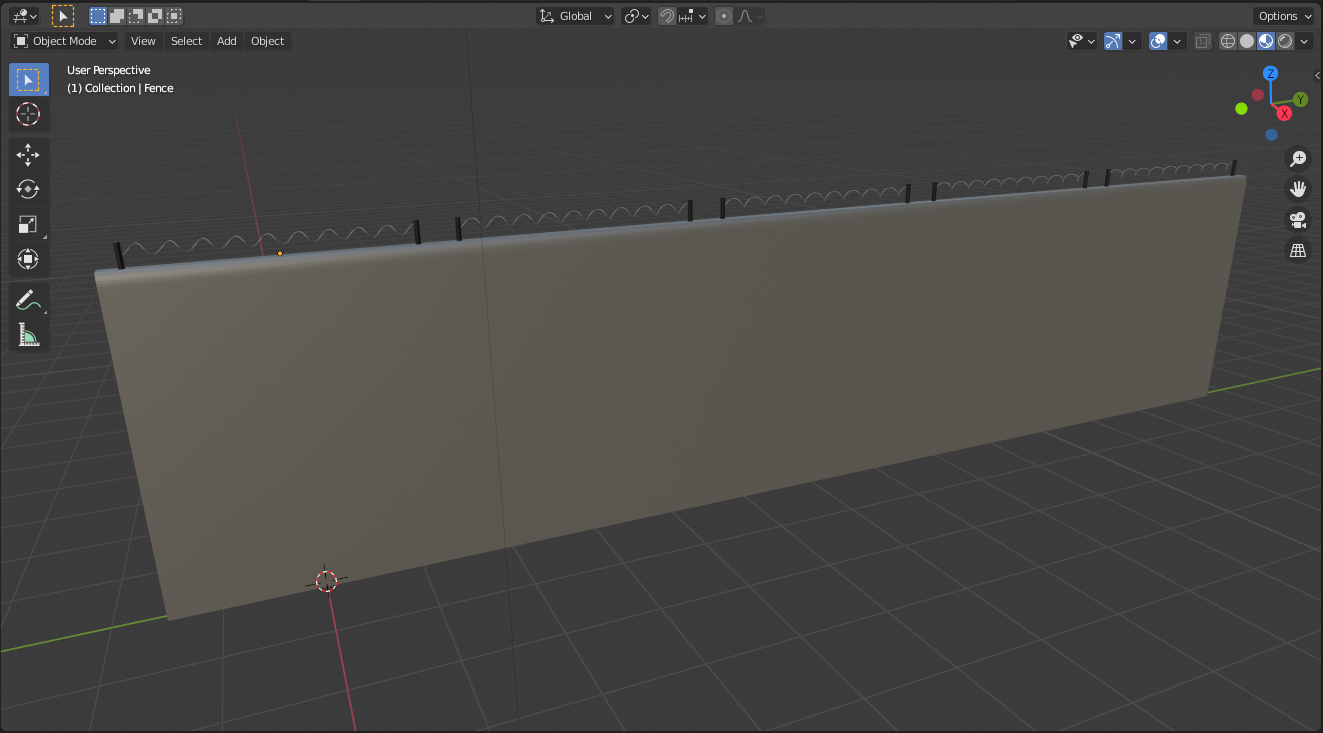 Global
Options
Object Mode
View
Select
Add
Object
User Perspective
(1) Collection | Fence
Z
Y
X